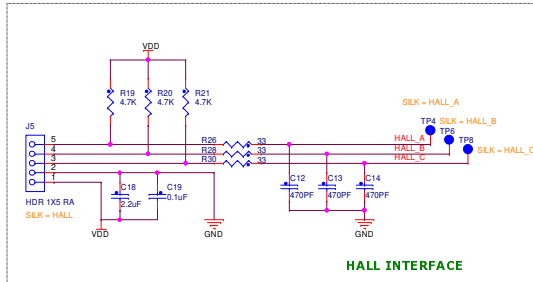 VDD
R19
4.7K
R20
4.7K
R21
4.7K
SILK = HALL_A
TP4
SILK = HALL_B
TP6
TP8
SILK = HALL_C
J5
5
4
3
2
1
R26
33
R28
33
R30
33
HALL_A
HALL_B
HALL_C
C18
2.2uF
C19
0.1uF
C12
470PF
C13
470PF
C14
470PF
HDR 1X5 RA
SILK = HALL
VDD
GND
GND
HALL INTERFACE